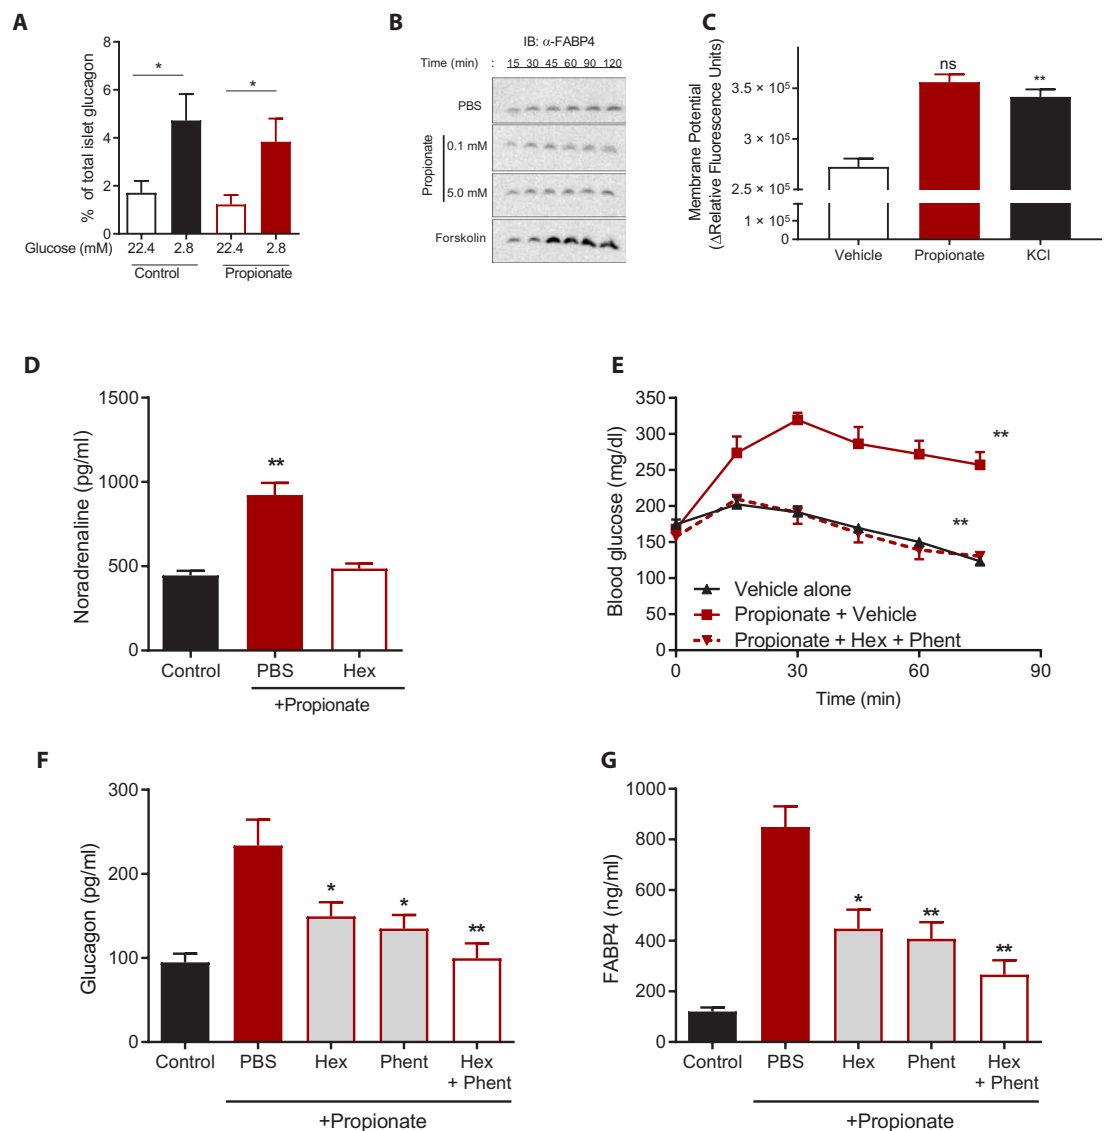 A
% of total islet glucagon
8
6
4
2
0
*
*
Glucose (mM)
22.4 2.8 22.4 2.8
Control Propionate
B
IB: α-FABP4
Time (min) : 15 30 45 60 90 120
PBS
Propionate
0.1 mM
5.0 mM
Forskolin
C
Membrane Potential
(ΔRelative Fluorescence Units)
3.5 × 10⁵
3 × 10⁵
2.5 × 10⁵
1 × 10⁵
0
ns
**
Vehicle Propionate KCl
D
Noradrenaline (pg/ml)
1500
1000
500
0
**
Control PBS Hex
+Propionate
E
Blood glucose (mg/dl)
350
300
250
200
150
100
50
0
**
**
Vehicle alone
Propionate + Vehicle
Propionate + Hex + Phent
0 30 60 90
Time (min)
F
Glucagon (pg/ml)
300
200
100
0
*
*
**
Control PBS Hex Phent Hex
+ Phent
+Propionate
G
FABP4 (ng/ml)
1000
800
600
400
200
0
*
**
**
Control PBS Hex Phent Hex
+ Phent
+Propionate